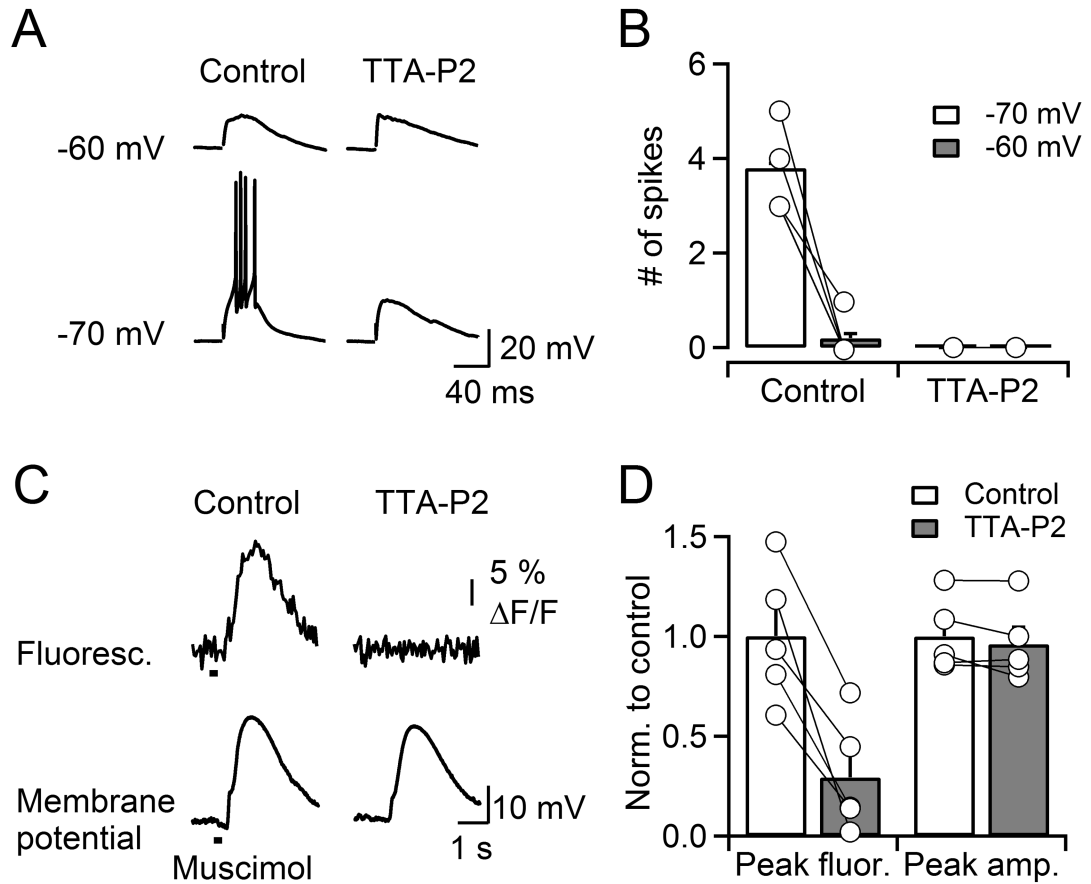 A
Control TTA-P2
-60 mV
-70 mV
20 mV
40 ms
B
6
4
2
0
# of spikes
-70 mV
-60 mV
Control TTA-P2
C
Control TTA-P2
5 %
ΔF/F
Fluoresc.
Membrane
potential
10 mV
1 s
Muscimol
D
Control
TTA-P2
1.5
1.0
0.5
0.0
Norm. to control
Peak fluor. Peak amp.